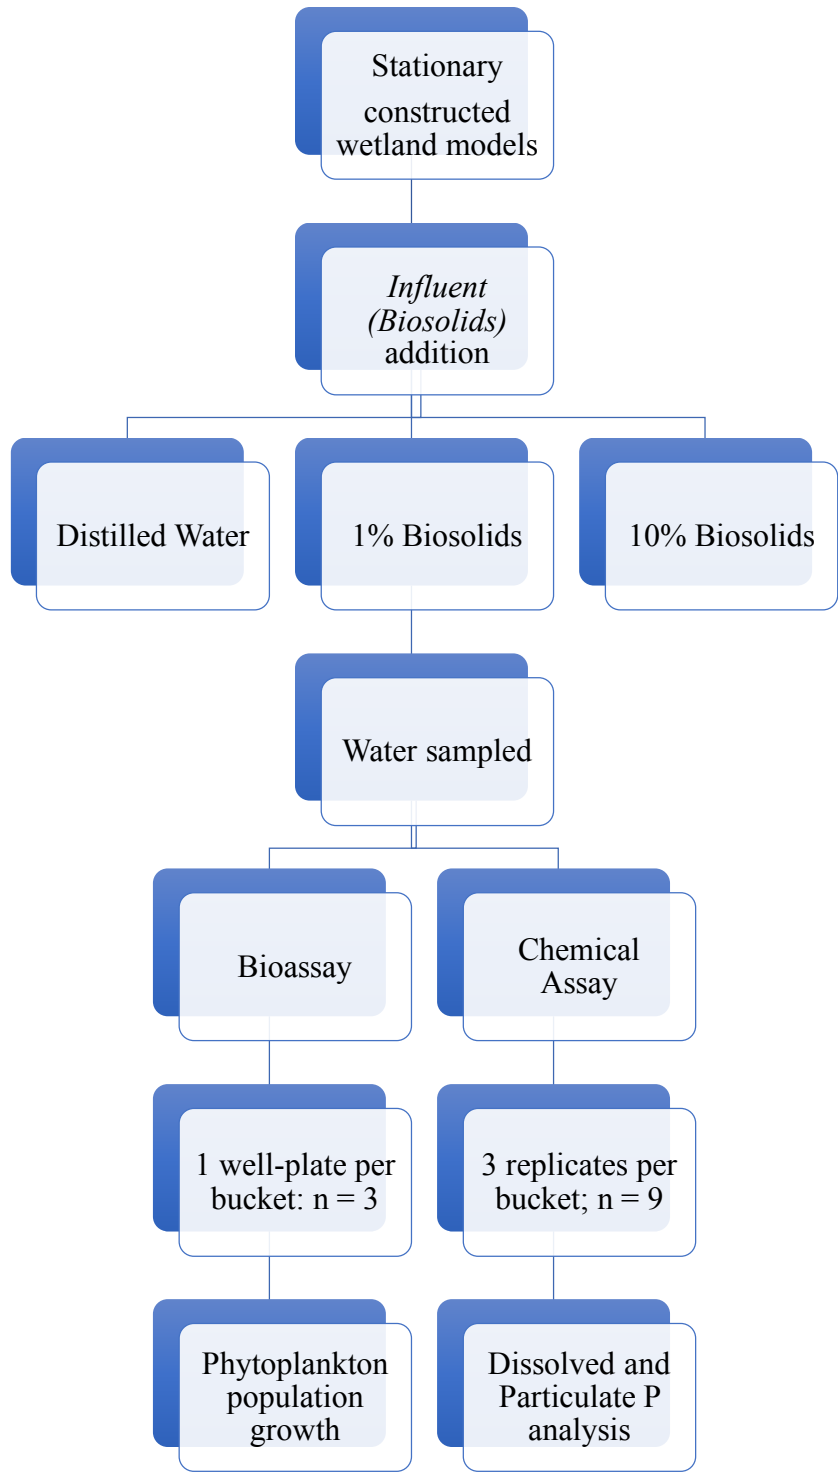 Stationary
constructed
wetland models
Influent
(Biosolids)
addition
Distilled Water
1% Biosolids
10% Biosolids
Water sampled
Bioassay
Chemical
Assay
1 well-plate per
bucket: n = 3
3 replicates per
bucket; n = 9
Phytoplankton
population
growth
Dissolved and
Particulate P
analysis